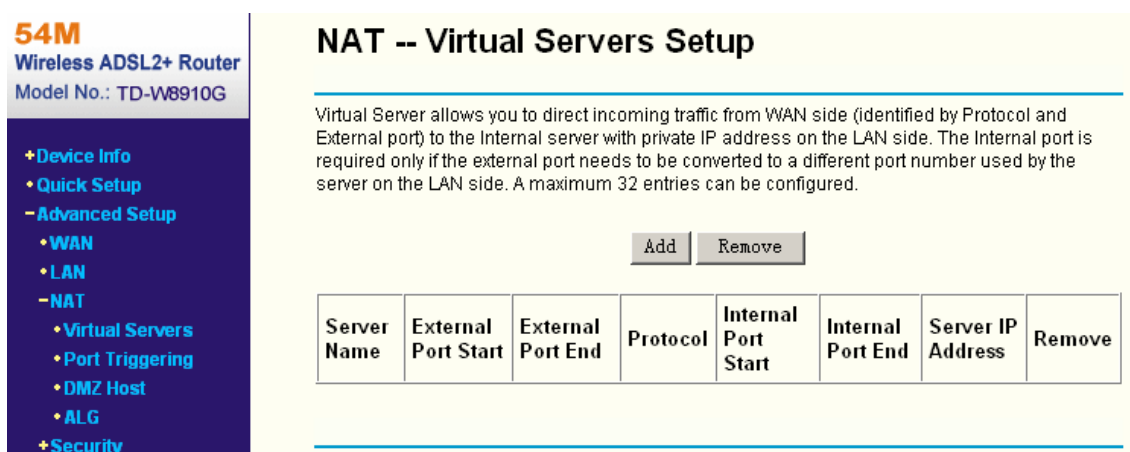 54M
Wireless ADSL2+ Router
Model No.: TD-W8910G
+Device Info
•Quick Setup
−Advanced Setup
•WAN
•LAN
−NAT
•Virtual Servers
•Port Triggering
•DMZ Host
•ALG
+Security
NAT -- Virtual Servers Setup
Virtual Server allows you to direct incoming traffic from WAN side (identified by Protocol and
External port) to the Internal server with private IP address on the LAN side. The Internal port is
required only if the external port needs to be converted to a different port number used by the
server on the LAN side. A maximum 32 entries can be configured.
Add Remove
Server Name External Port Start External Port End Protocol Internal Port Start Internal Port End Server IP Address Remove